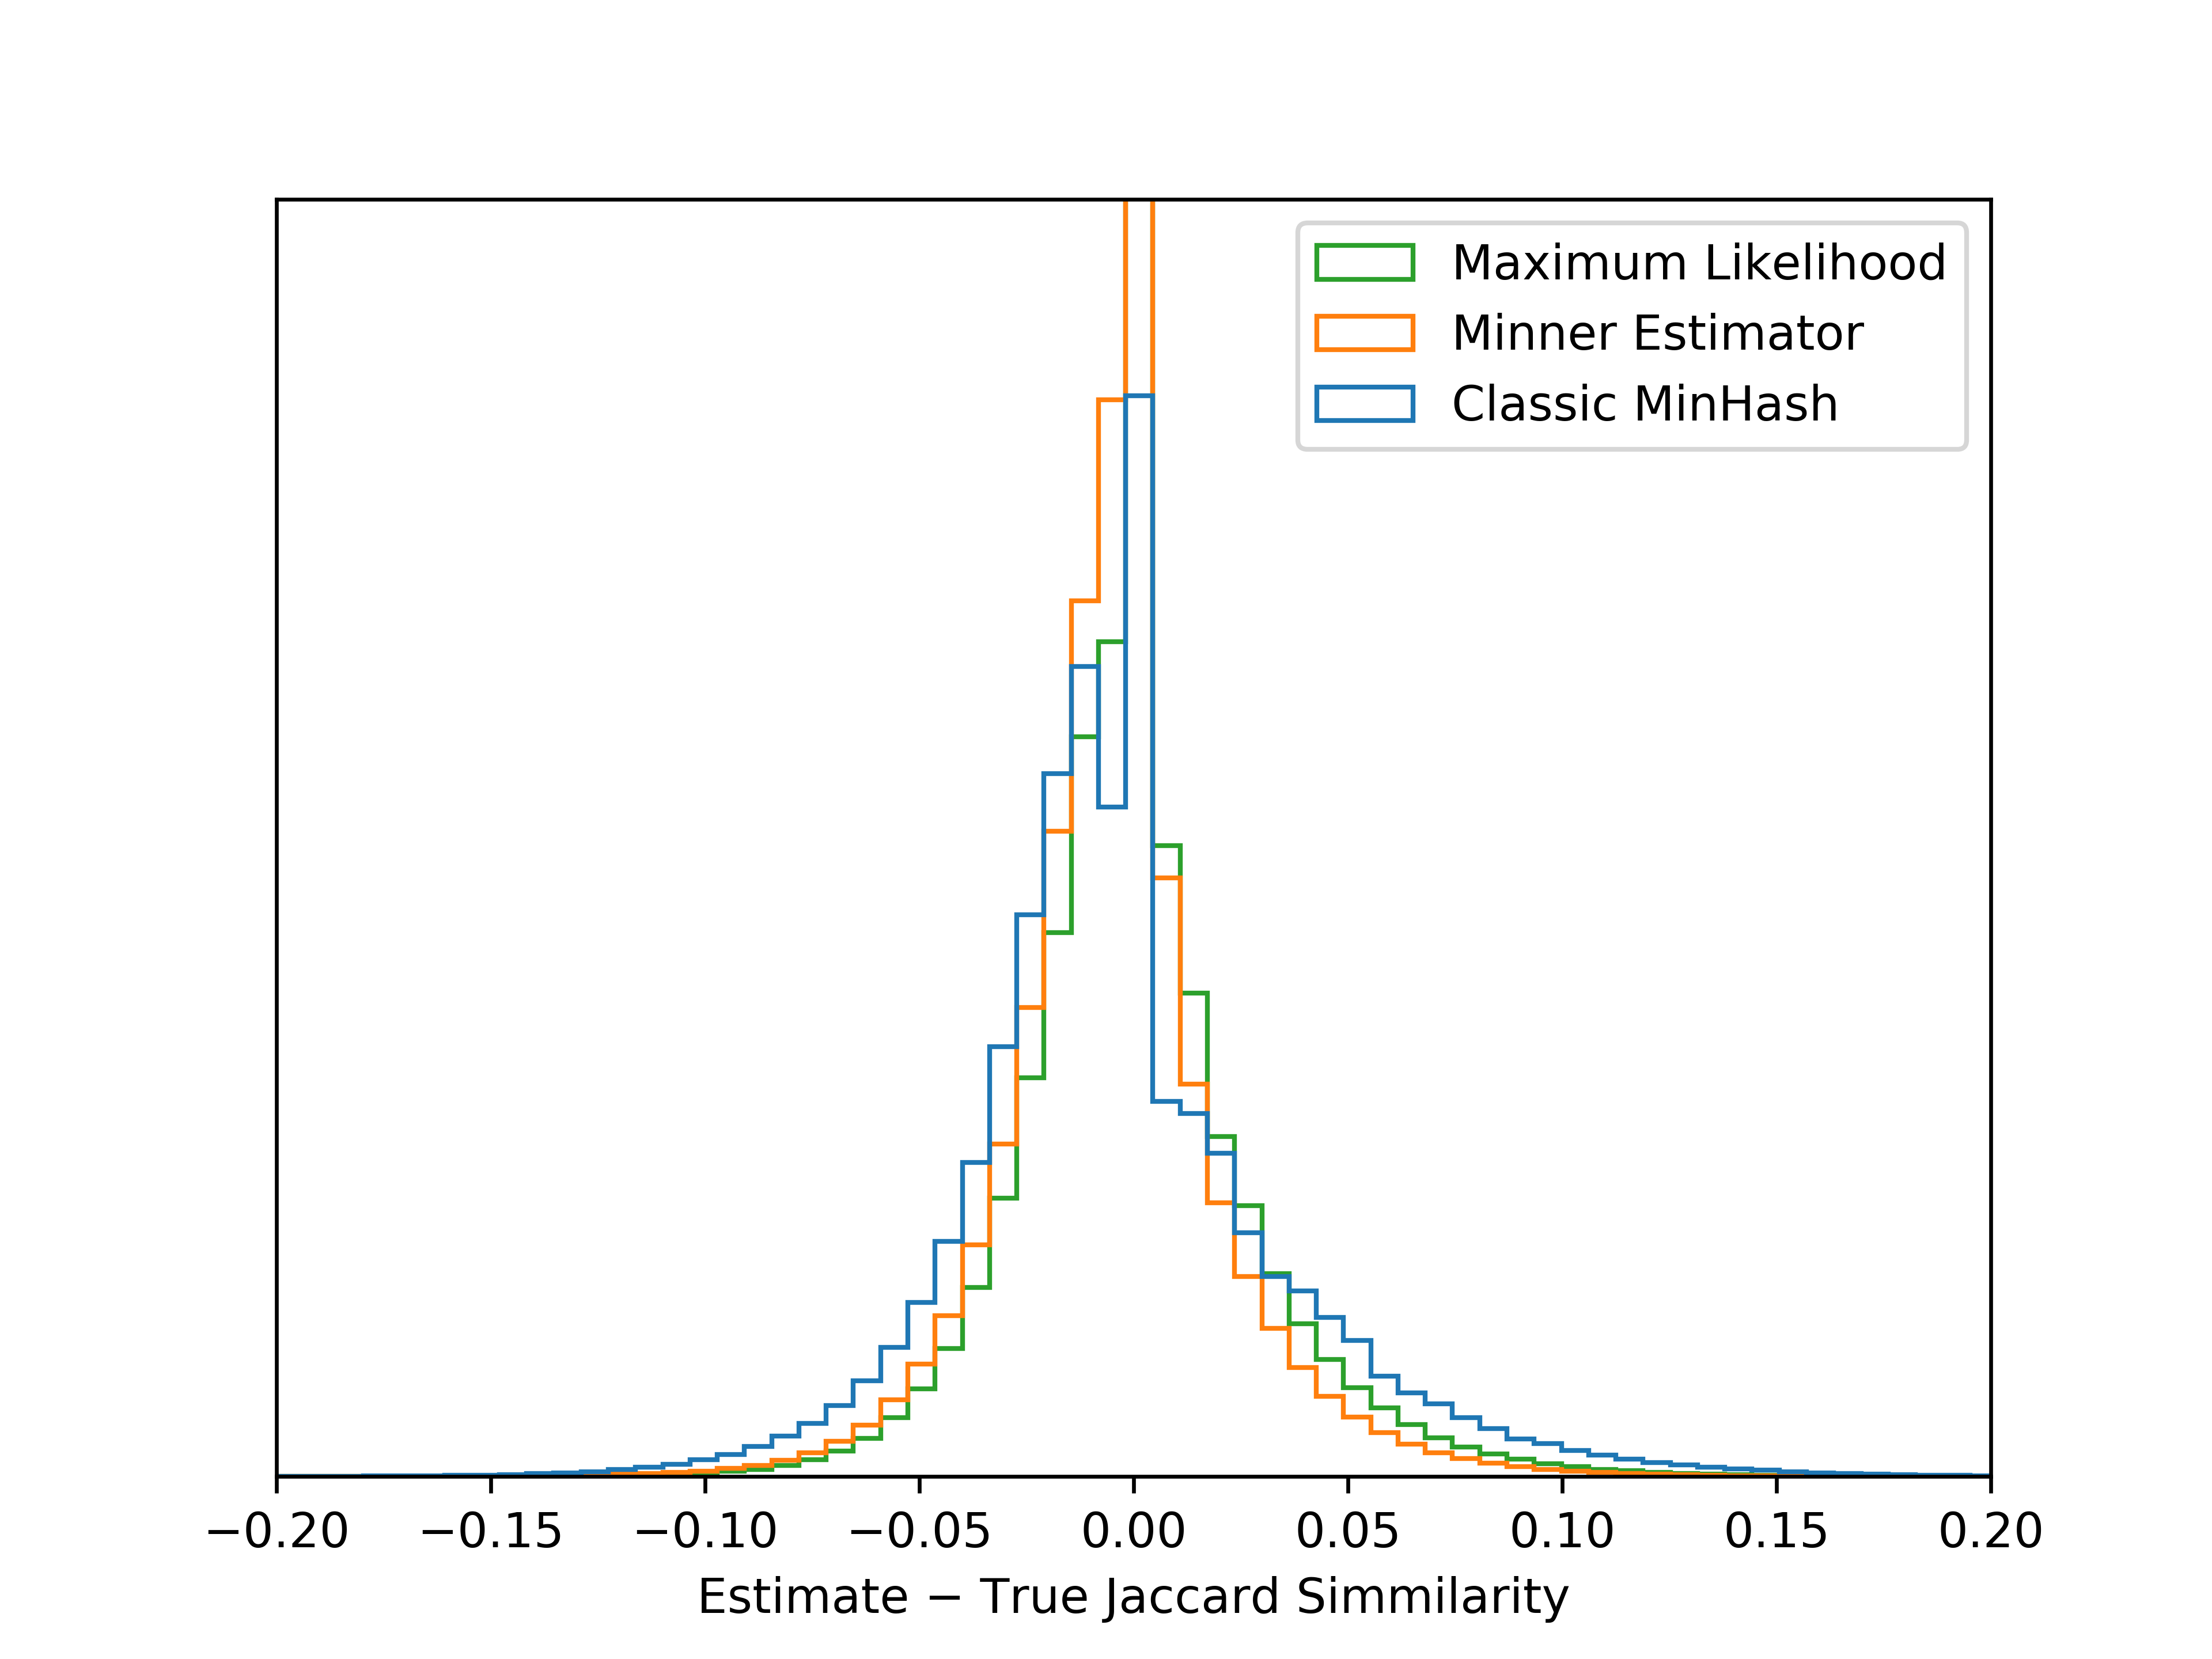 Maximum Likelihood
Minner Estimator
Classic MinHash
−0.20 −0.15 −0.10 −0.05 0.00 0.05 0.10 0.15 0.20
Estimate − True Jaccard Simmilarity